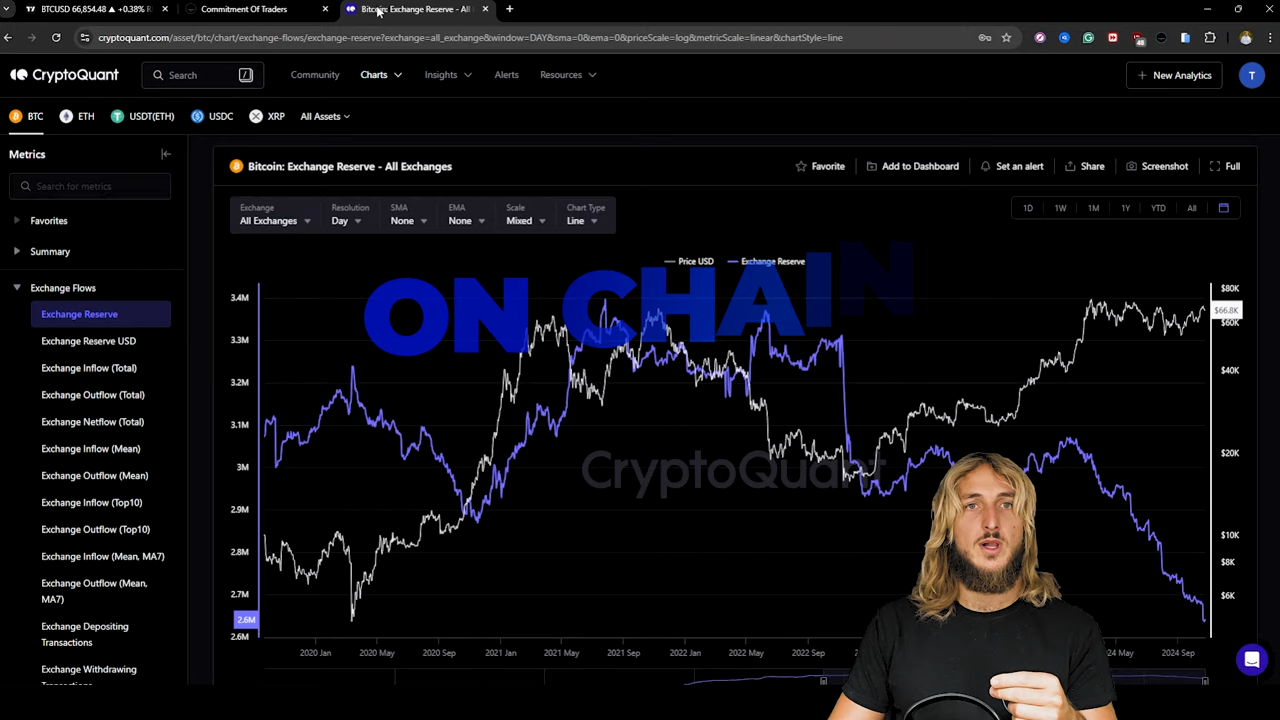 BTCUSD 66,854.48 ▲ +0.38% R
Commitment Of Traders
Bitcoin: Exchange Reserve - All
cryptoquant.com/asset/btc/chart/exchange-flows/exchange-reserve?exchange=all_exchange&window=DAY&sma=0&ema=0&priceScale=log&metricScale=linear&chartStyle=line
48
CryptoQuant
Search
/
Community
Charts
Insights
Alerts
Resources
New Analytics
T
BTC
ETH
USDT(ETH)
USDC
XRP
All Assets
Metrics
Search for metrics
Favorites
Summary
Exchange Flows
Exchange Reserve
Exchange Reserve USD
Exchange Inflow (Total)
Exchange Outflow (Total)
Exchange Netflow (Total)
Exchange Inflow (Mean)
Exchange Outflow (Mean)
Exchange Inflow (Top10)
Exchange Outflow (Top10)
Exchange Inflow (Mean, MA7)
Exchange Outflow (Mean,
MA7)
Exchange Depositing
Transactions
Exchange Withdrawing
Bitcoin: Exchange Reserve - All Exchanges
Favorite
Add to Dashboard
Set an alert
Share
Screenshot
Full
Exchange
All Exchanges
Resolution
Day
SMA
None
EMA
None
Scale
Mixed
Chart Type
Line
1D
1W
1M
1Y
YTD
All
Price USD
Exchange Reserve
ON CHAIN
3.4M
3.3M
3.2M
3.1M
3M
2.9M
2.8M
2.7M
2.6M
2.6M
$80K
$66.8K
$60K
$40K
$20K
$10K
$8K
$6K
CryptoQuant
2020 Jan
2020 May
2020 Sep
2021 Jan
2021 May
2021 Sep
2022 Jan
2022 May
2022 Sep
2024 Sep